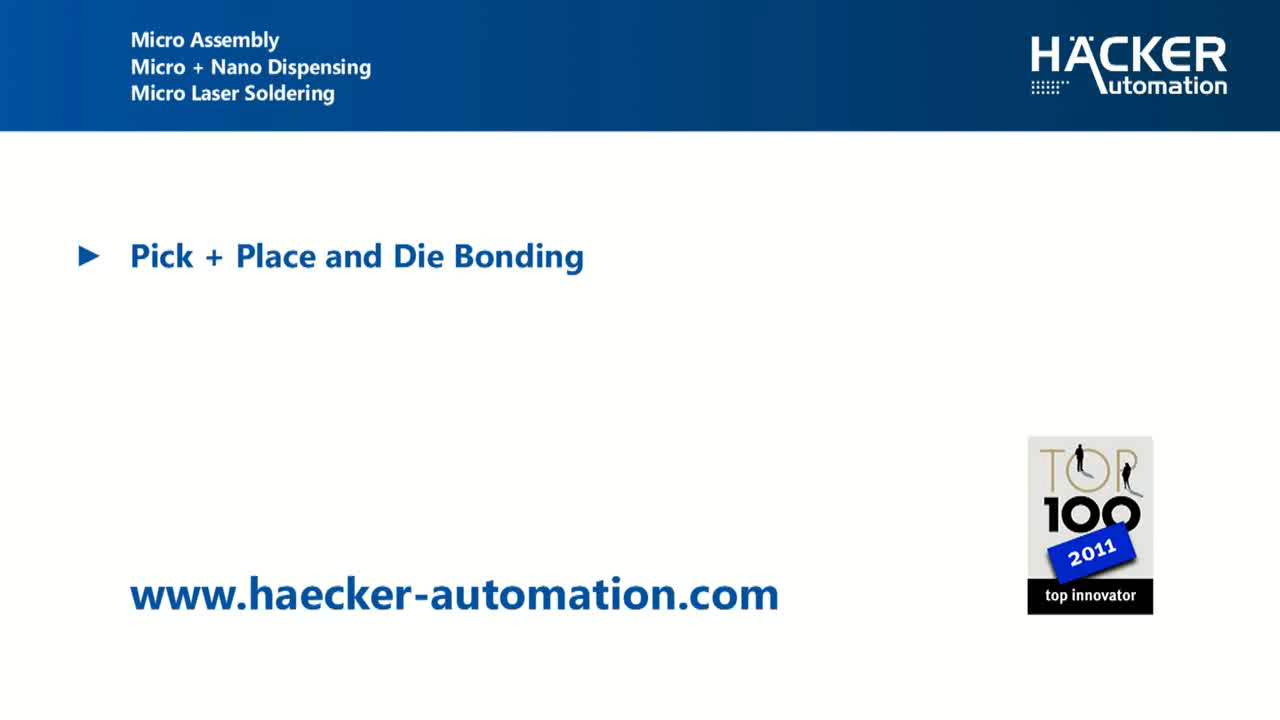 Micro Assembly
Micro + Nano Dispensing
Micro Laser Soldering
HÄCKER
Automation
► Pick + Place and Die Bonding
TOP
100
2011
top innovator
www.haecker-automation.com